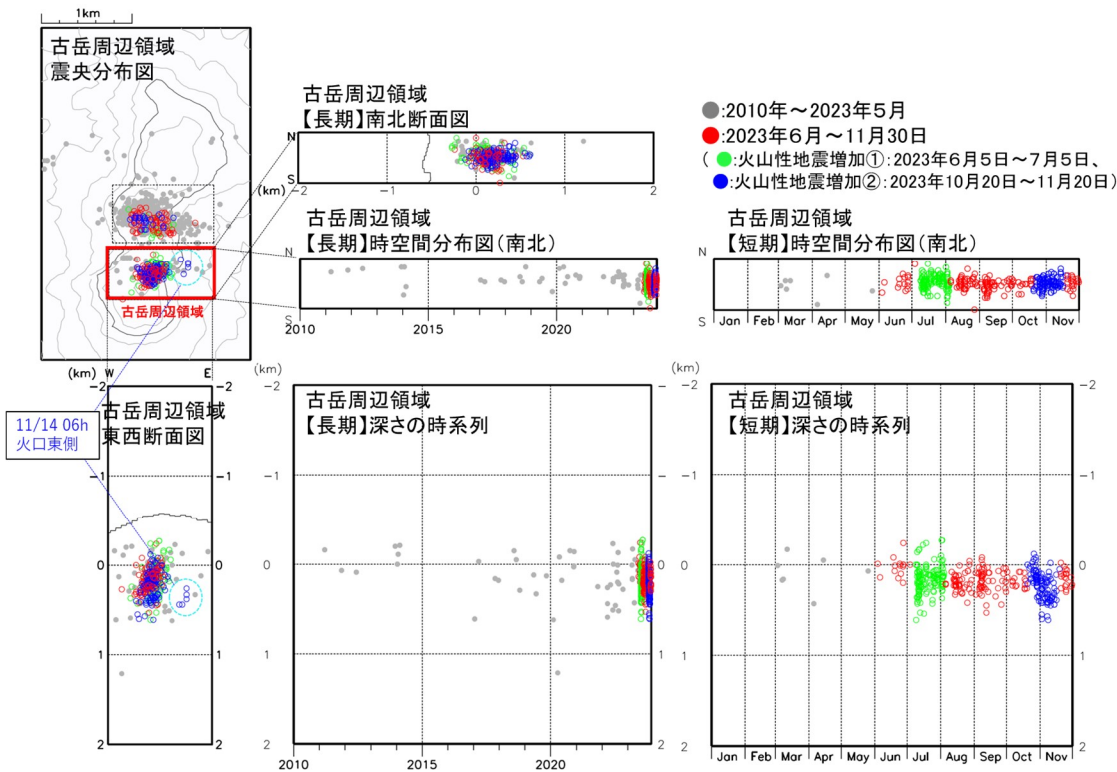 1km
古岳周辺領域
震央分布図
古岳周辺領域
古岳周辺領域
【長期】南北断面図
N
S
(km)
-2 -1 0 1 2
●:2010年~2023年5月
●:2023年6月~11月30日
( ●:火山性地震増加①:2023年6月5日~7月5日、
●:火山性地震増加②:2023年10月20日~11月20日)
古岳周辺領域
【長期】時空間分布図(南北)
N
S
2010 2015 2020
古岳周辺領域
【短期】時空間分布図(南北)
N
S
Jan Feb Mar Apr May Jun Jul Aug Sep Oct Nov
(km) W E
古岳周辺領域
東西断面図
-2 -2
-1 -1
0 0
1 1
2 2
11/14 06h
火口東側
(km)
古岳周辺領域
【長期】深さの時系列
-2
-1
0
1
2
2010 2015 2020
(km)
古岳周辺領域
【短期】深さの時系列
-2
-1
0
1
2
Jan Feb Mar Apr May Jun Jul Aug Sep Oct Nov